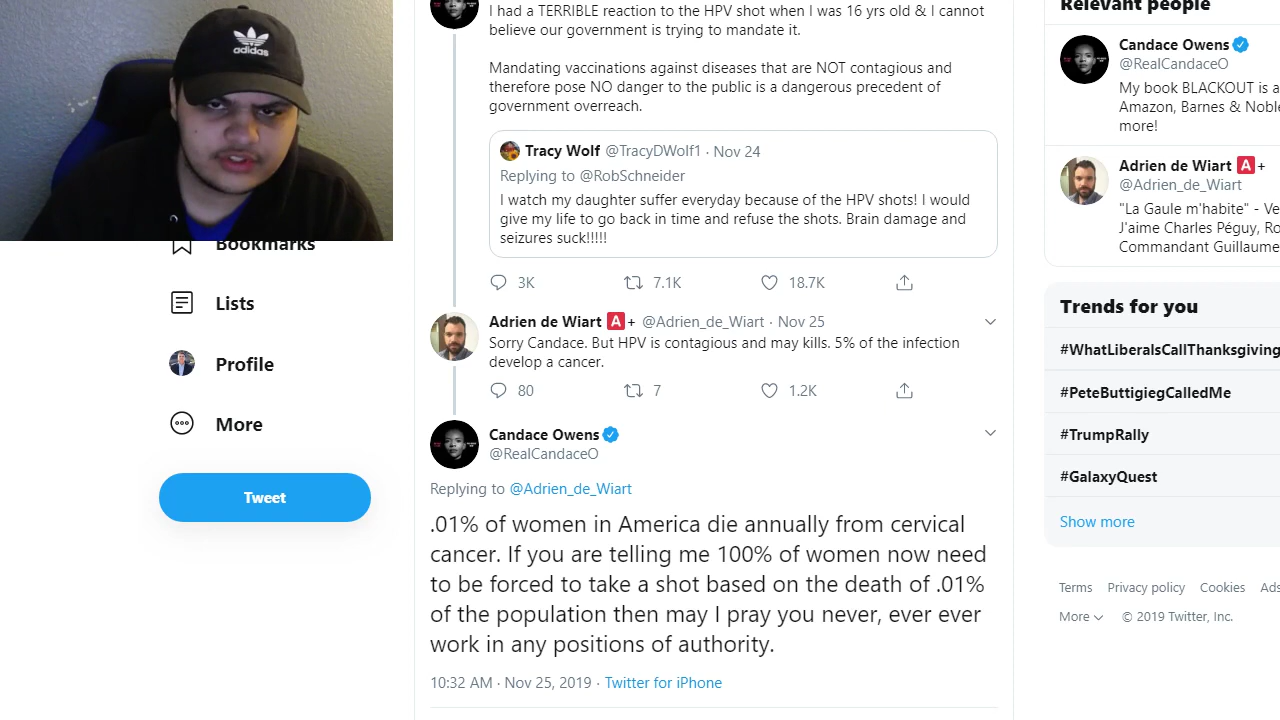 adidas
I had a TERRIBLE reaction to the HPV shot when I was 16 yrs old & I cannot
believe our government is trying to mandate it.
Mandating vaccinations against diseases that are NOT contagious and
therefore pose NO danger to the public is a dangerous precedent of
government overreach.
Tracy Wolf @TracyDWolf1 · Nov 24
Replying to @RobSchneider
I watch my daughter suffer everyday because of the HPV shots! I would
give my life to go back in time and refuse the shots. Brain damage and
seizures suck!!!!!
3K 7.1K 18.7K
Adrien de Wiart 🅰+ @Adrien_de_Wiart · Nov 25
Sorry Candace. But HPV is contagious and may kills. 5% of the infection
develop a cancer.
80 7 1.2K
Candace Owens
@RealCandaceO
Replying to @Adrien_de_Wiart
.01% of women in America die annually from cervical
cancer. If you are telling me 100% of women now need
to be forced to take a shot based on the death of .01%
of the population then may I pray you never, ever ever
work in any positions of authority.
10:32 AM · Nov 25, 2019 · Twitter for iPhone
Bookmarks
Lists
Profile
More
Tweet
Relevant people
Candace Owens
@RealCandaceO
My book BLACKOUT is a
Amazon, Barnes & Noble
more!
Adrien de Wiart 🅰+
@Adrien_de_Wiart
"La Gaule m'habite" - Ve
J'aime Charles Péguy, Ro
Commandant Guillaume
Trends for you
#WhatLiberalsCallThanksgiving
#PeteButtigiegCalledMe
#TrumpRally
#GalaxyQuest
Show more
Terms Privacy policy Cookies Ads
More © 2019 Twitter, Inc.